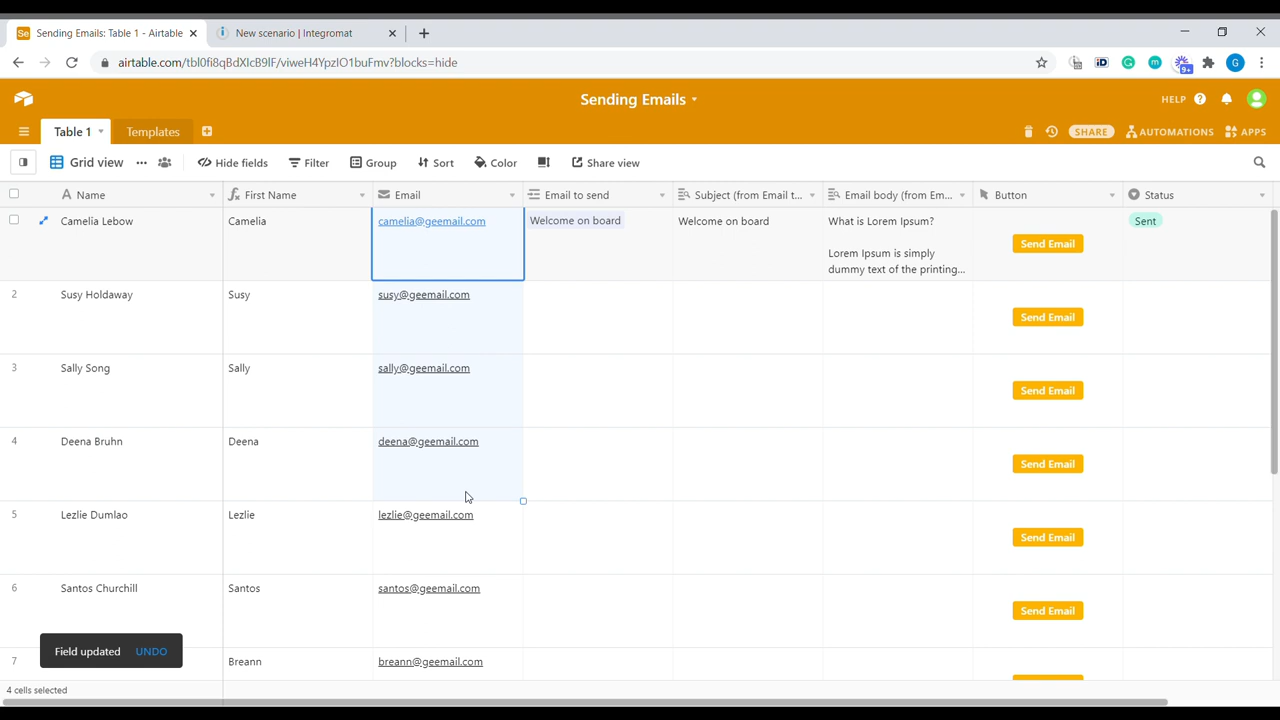 Se Sending Emails: Table 1 - Airtable
New scenario | Integromat
airtable.com/tbl0fi8qBdXIcB9IF/viweH4YpzIO1buFmv?blocks=hide
9+
G
Sending Emails
HELP
Table 1
Templates
SHARE
AUTOMATIONS
APPS
Grid view
Hide fields
Filter
Group
Sort
Color
Share view
Name
First Name
Email
Email to send
Subject (from Email t...
Email body (from Em...
Button
Status
Camelia Lebow
Camelia
camelia@geemail.com
Welcome on board
Welcome on board
What is Lorem Ipsum?
Lorem Ipsum is simply
dummy text of the printing...
Send Email
Sent
2
Susy Holdaway
Susy
susy@geemail.com
Send Email
3
Sally Song
Sally
sally@geemail.com
Send Email
4
Deena Bruhn
Deena
deena@geemail.com
Send Email
5
Lezlie Dumlao
Lezlie
lezlie@geemail.com
Send Email
6
Santos Churchill
Santos
santos@geemail.com
Send Email
7
Breann
breann@geemail.com
Field updated UNDO
4 cells selected